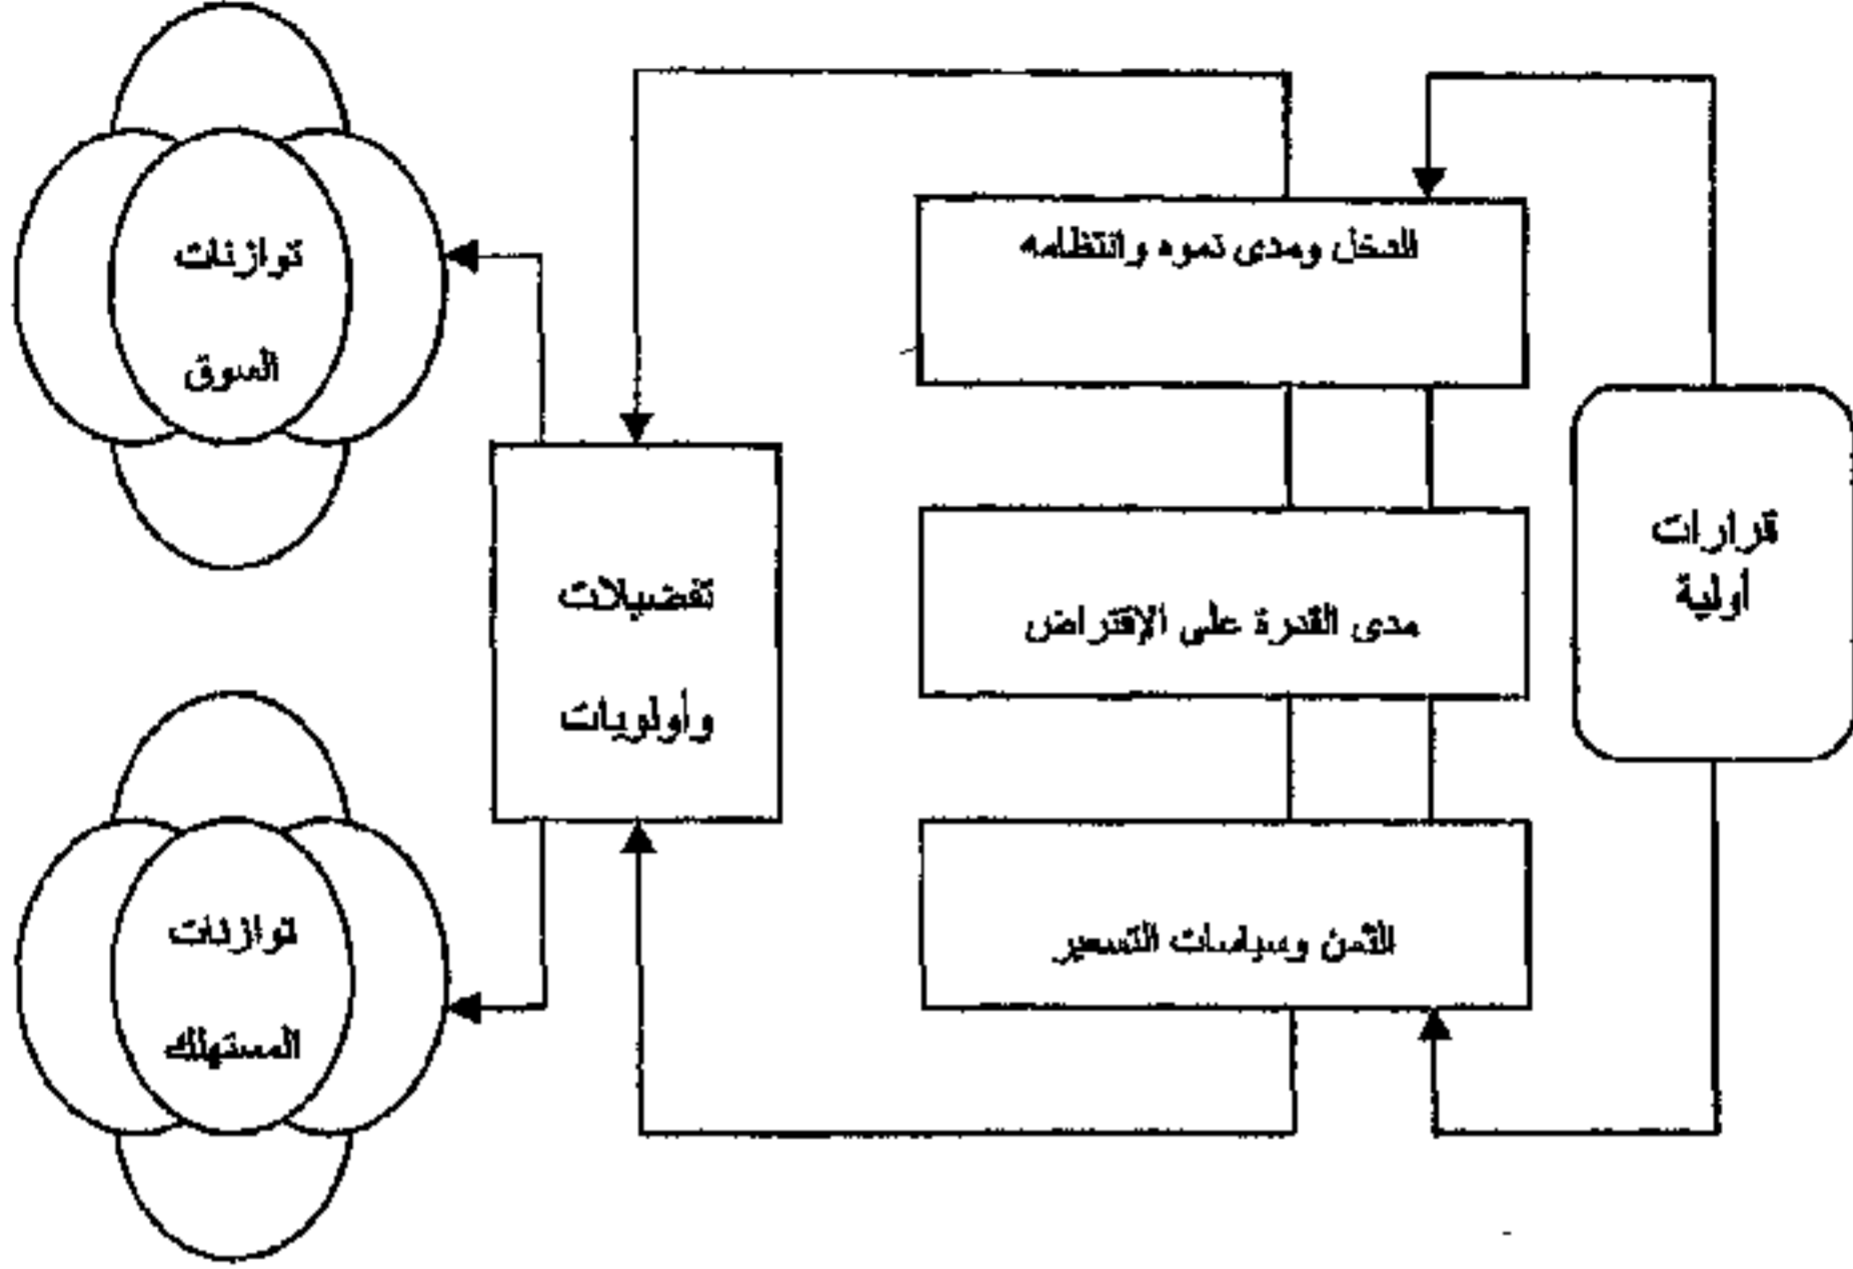 قرارات
أولية
الدخل ومدى نموه وانتظامه
مدى القدرة على الإقتراض
الثمن وسياسات التسعير
تفضيلات
وأولويات
توازنات
السوق
توازنات
المستهلك